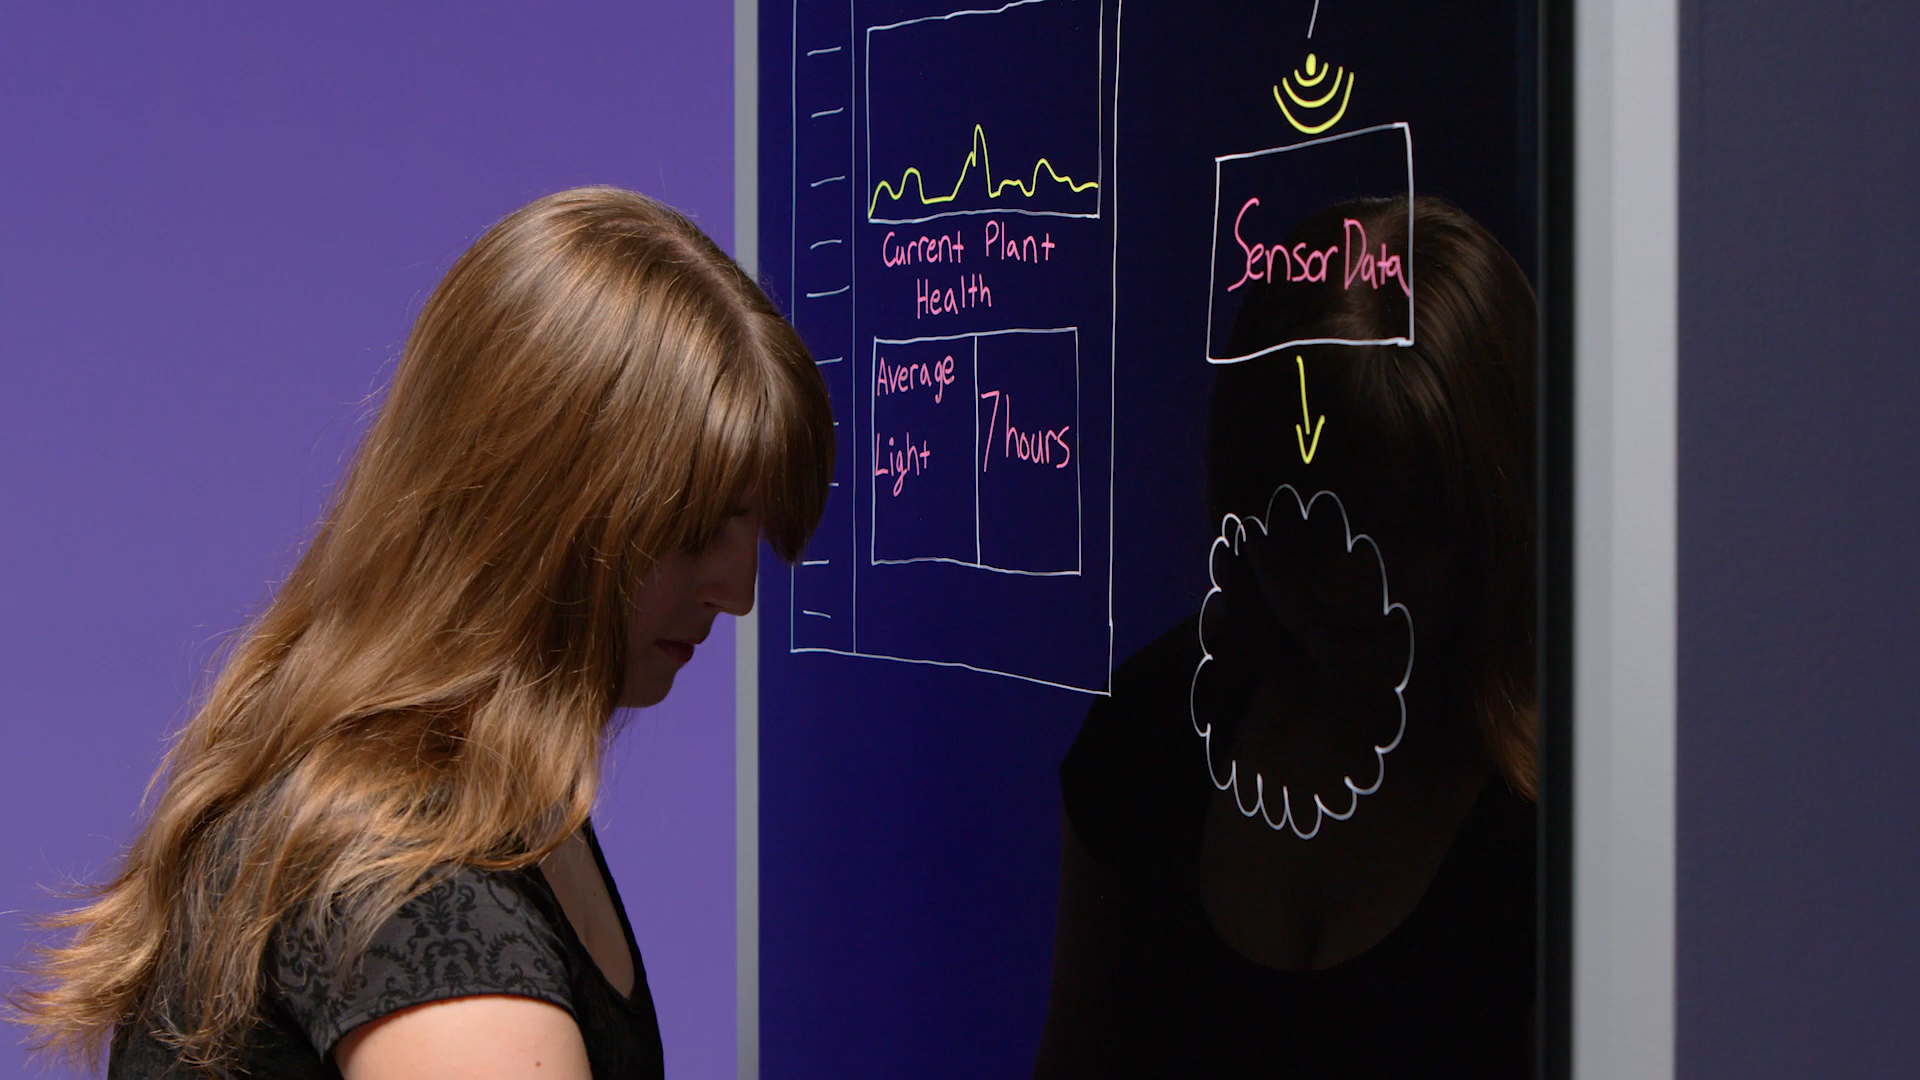 Current Plant
Health
Average
Light
7 hours
Sensor Data